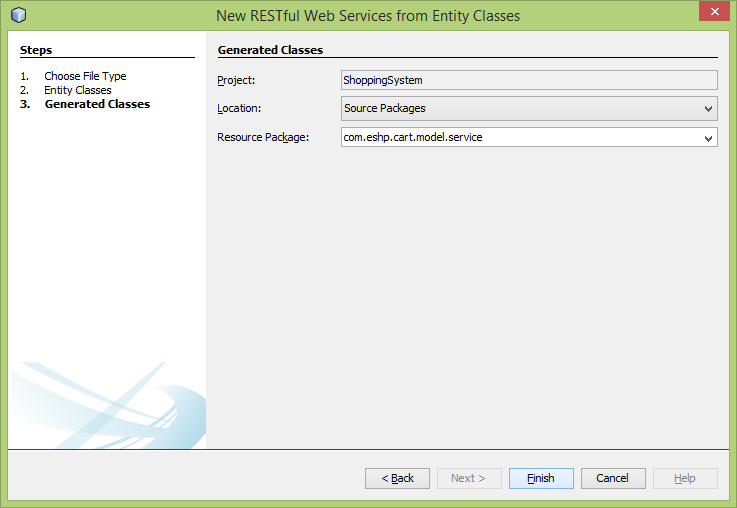 New RESTful Web Services from Entity Classes
Steps
1. Choose File Type
2. Entity Classes
3. Generated Classes
Generated Classes
Project: ShoppingSystem
Location: Source Packages
Resource Package: com.eshp.cart.model.service
< Back Next > Finish Cancel Help